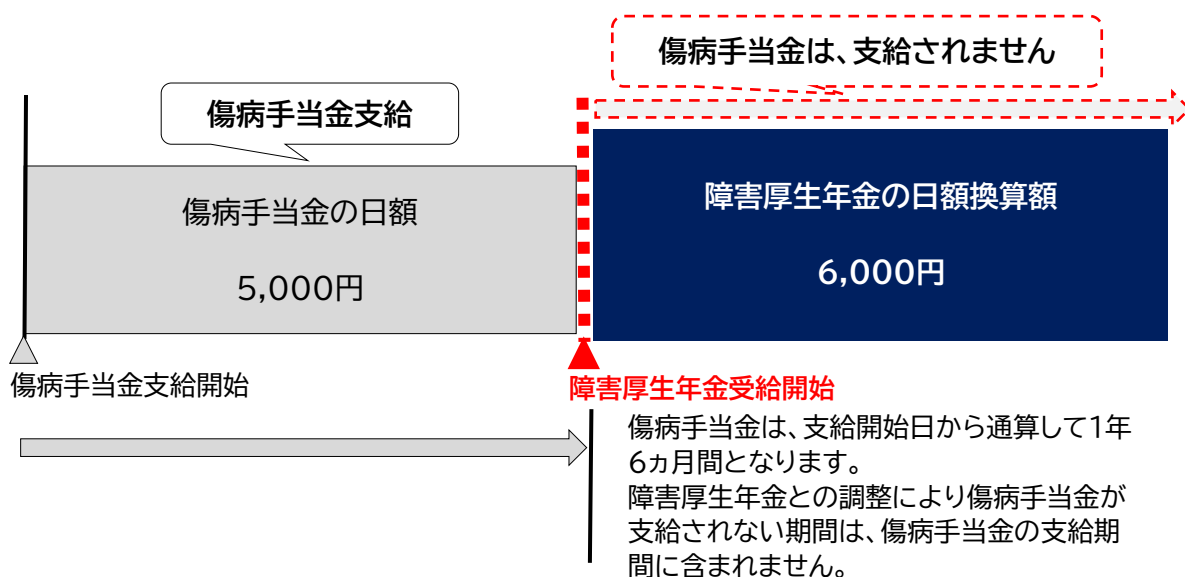 傷病手当金は、支給されません
傷病手当金支給
傷病手当金の日額
5,000円
障害厚生年金の日額換算額
6,000円
傷病手当金支給開始
障害厚生年金受給開始
傷病手当金は、支給開始日から通算して1年
6ヵ月間となります。
障害厚生年金との調整により傷病手当金が
支給されない期間は、傷病手当金の支給期
間に含まれません。